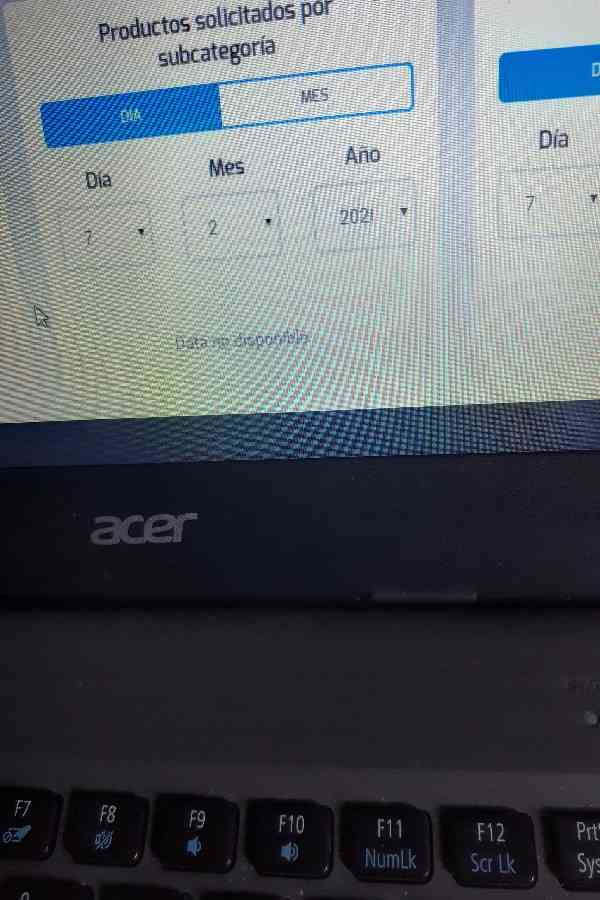 Productos solicitados por
subcategoría
DÍA MES
D
Día Mes Año
Día
7 2 2021
7
Data no disponible
acer
F7 F8 F9 F10 F11 F12 Prt
NumLk Scr Lk Sys